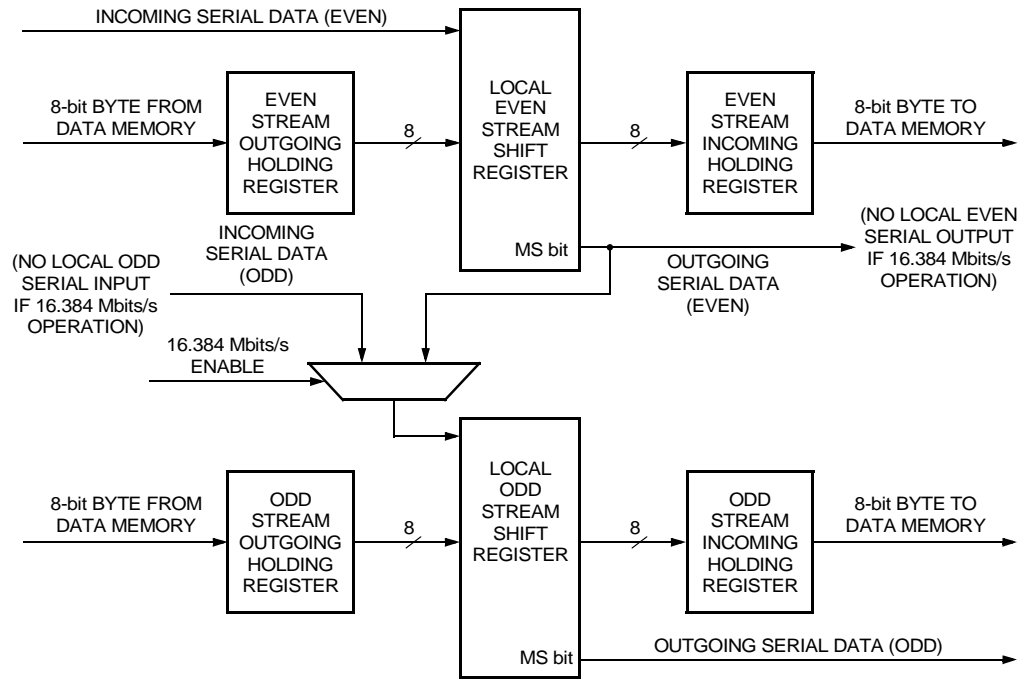 INCOMING SERIAL DATA (EVEN)
8-bit BYTE FROM
DATA MEMORY
EVEN
STREAM
OUTGOING
HOLDING
REGISTER
8
LOCAL
EVEN
STREAM
SHIFT
REGISTER
MS bit
8
EVEN
STREAM
INCOMING
HOLDING
REGISTER
8-bit BYTE TO
DATA MEMORY
(NO LOCAL EVEN
SERIAL OUTPUT
IF 16.384 Mbits/s
OPERATION)
OUTGOING
SERIAL DATA
(EVEN)
INCOMING
SERIAL DATA
(ODD)
(NO LOCAL ODD
SERIAL INPUT
IF 16.384 Mbits/s
OPERATION)
16.384 Mbits/s
ENABLE
8-bit BYTE FROM
DATA MEMORY
ODD
STREAM
OUTGOING
HOLDING
REGISTER
8
LOCAL
ODD
STREAM
SHIFT
REGISTER
MS bit
8
ODD
STREAM
INCOMING
HOLDING
REGISTER
8-bit BYTE TO
DATA MEMORY
OUTGOING SERIAL DATA (ODD)